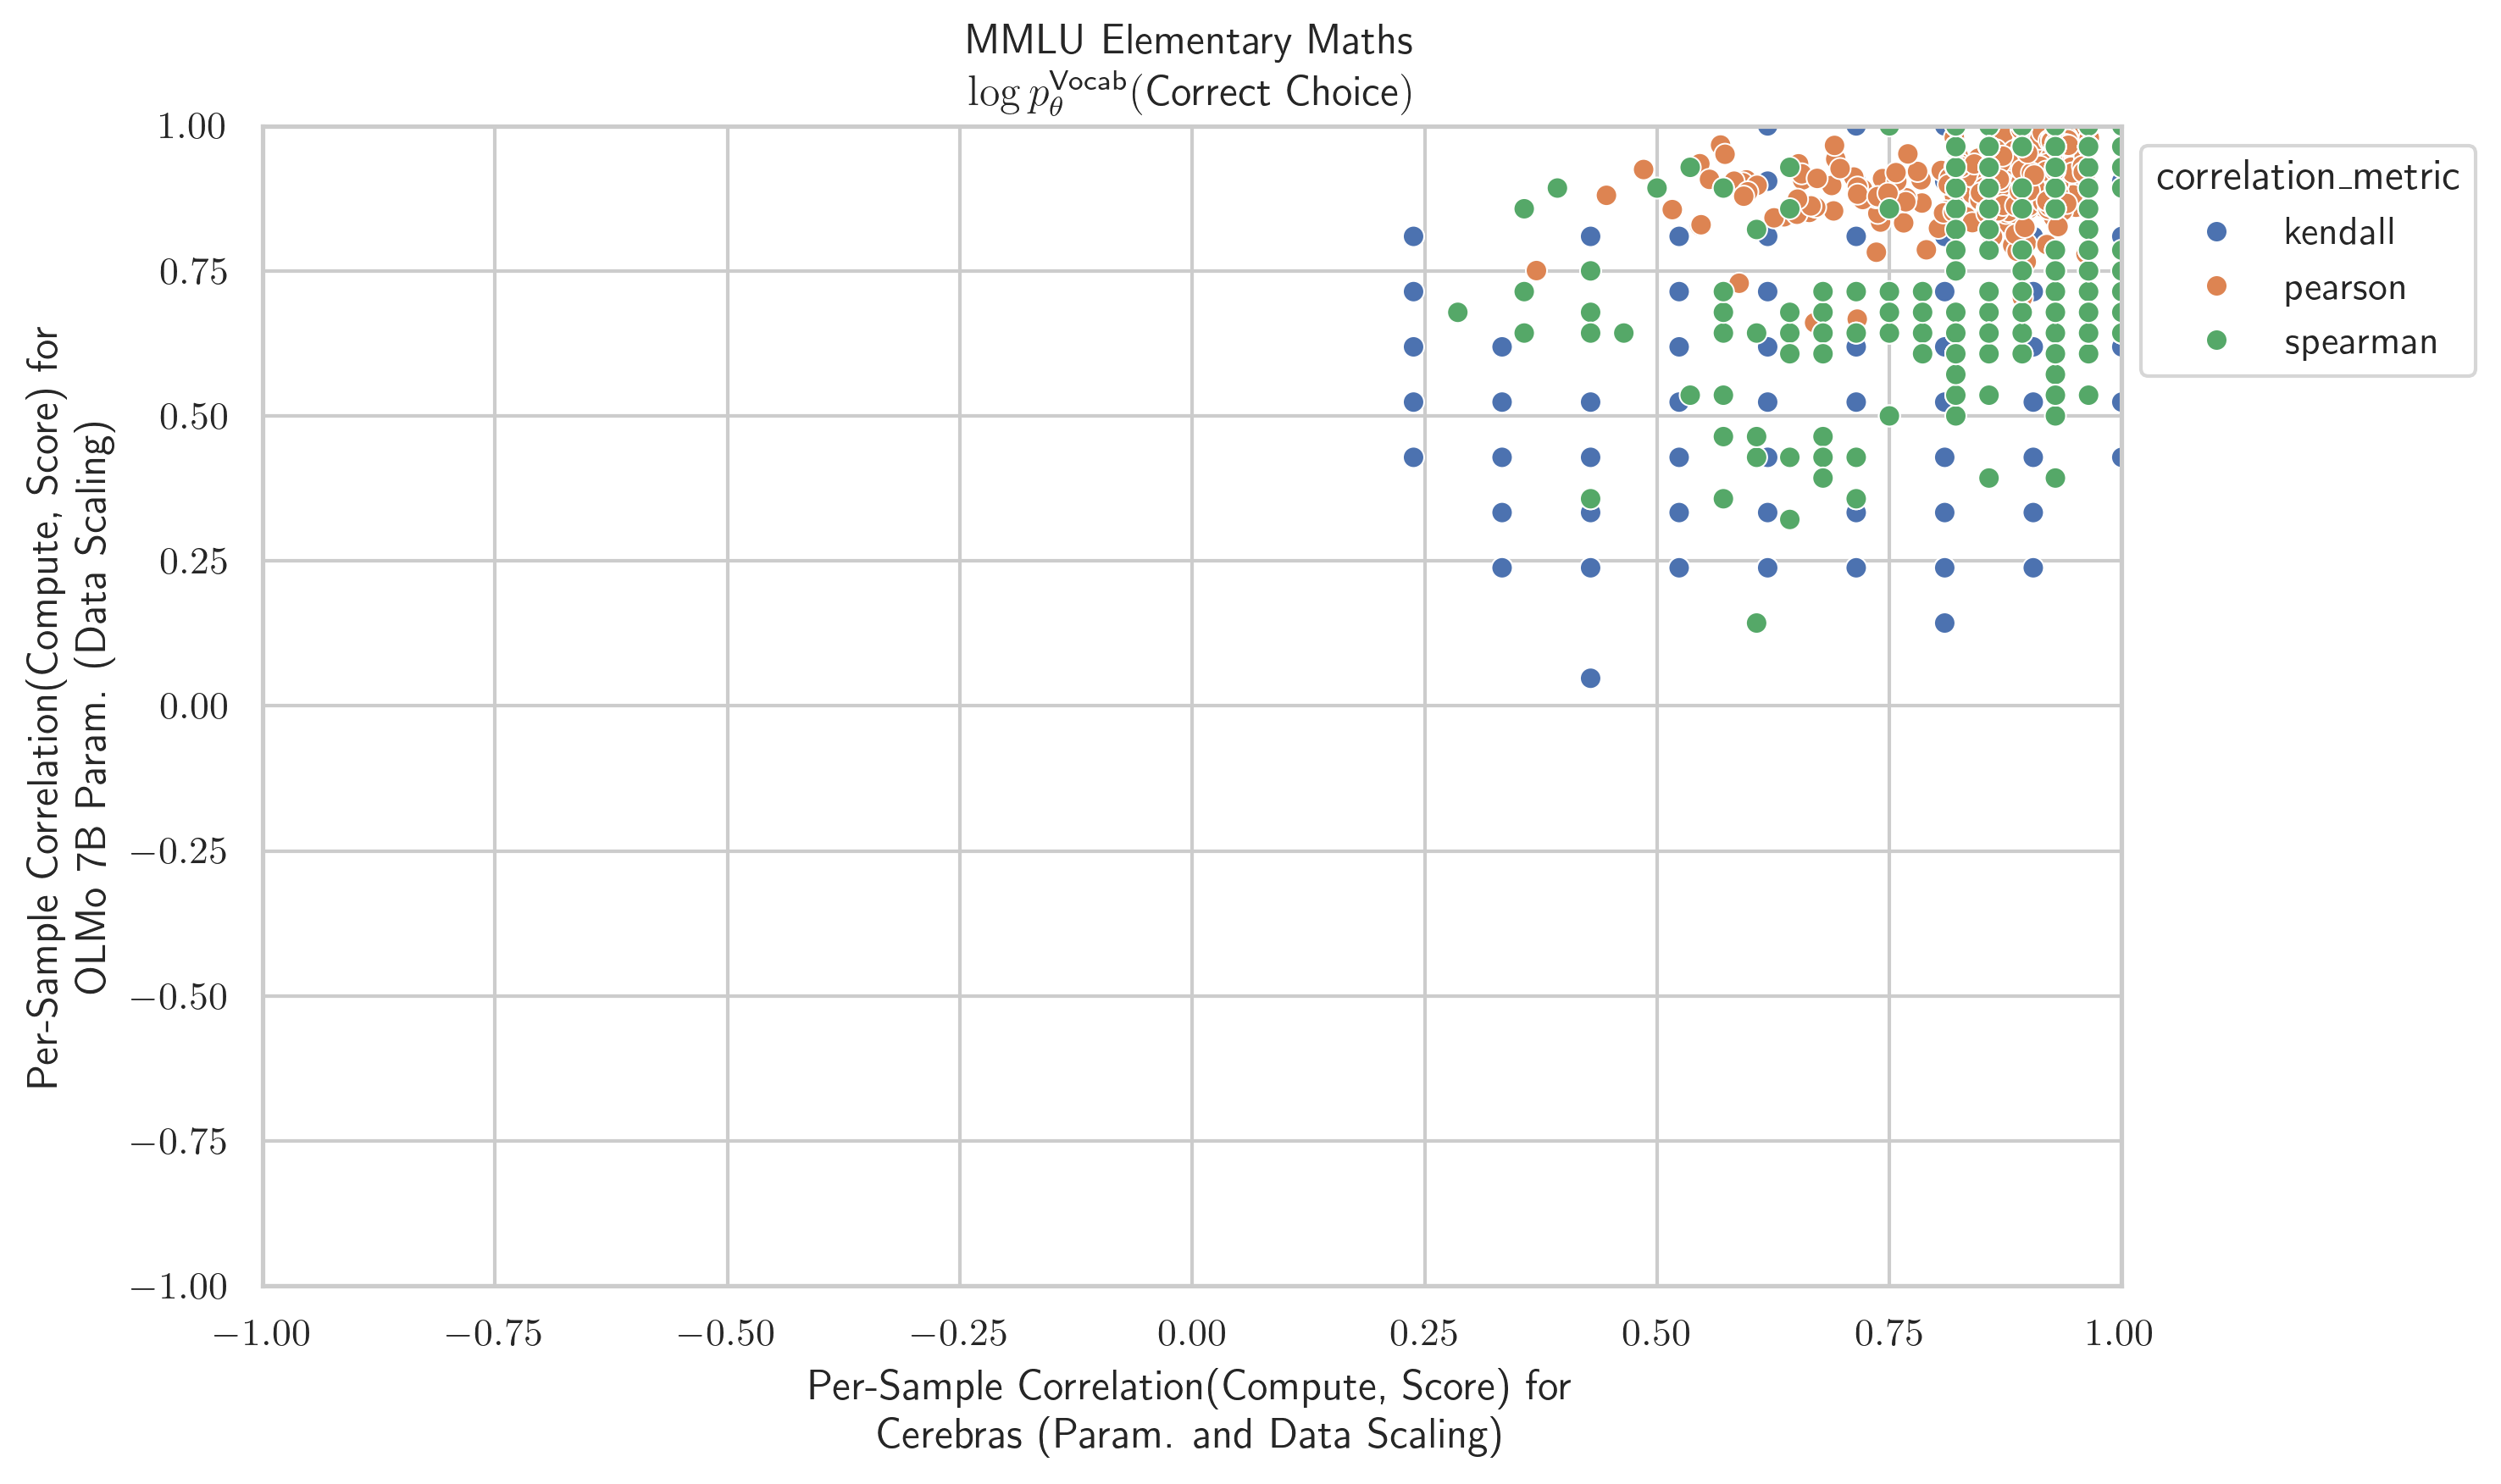 MMLU Elementary Maths
log p_θ^Vocab(Correct Choice)
Per-Sample Correlation(Compute, Score) for
OLMo 7B Param. (Data Scaling)
1.00
0.75
0.50
0.25
0.00
−0.25
−0.50
−0.75
−1.00
−1.00 −0.75 −0.50 −0.25 0.00 0.25 0.50 0.75 1.00
Per-Sample Correlation(Compute, Score) for
Cerebras (Param. and Data Scaling)
correlation_metric
kendall
pearson
spearman